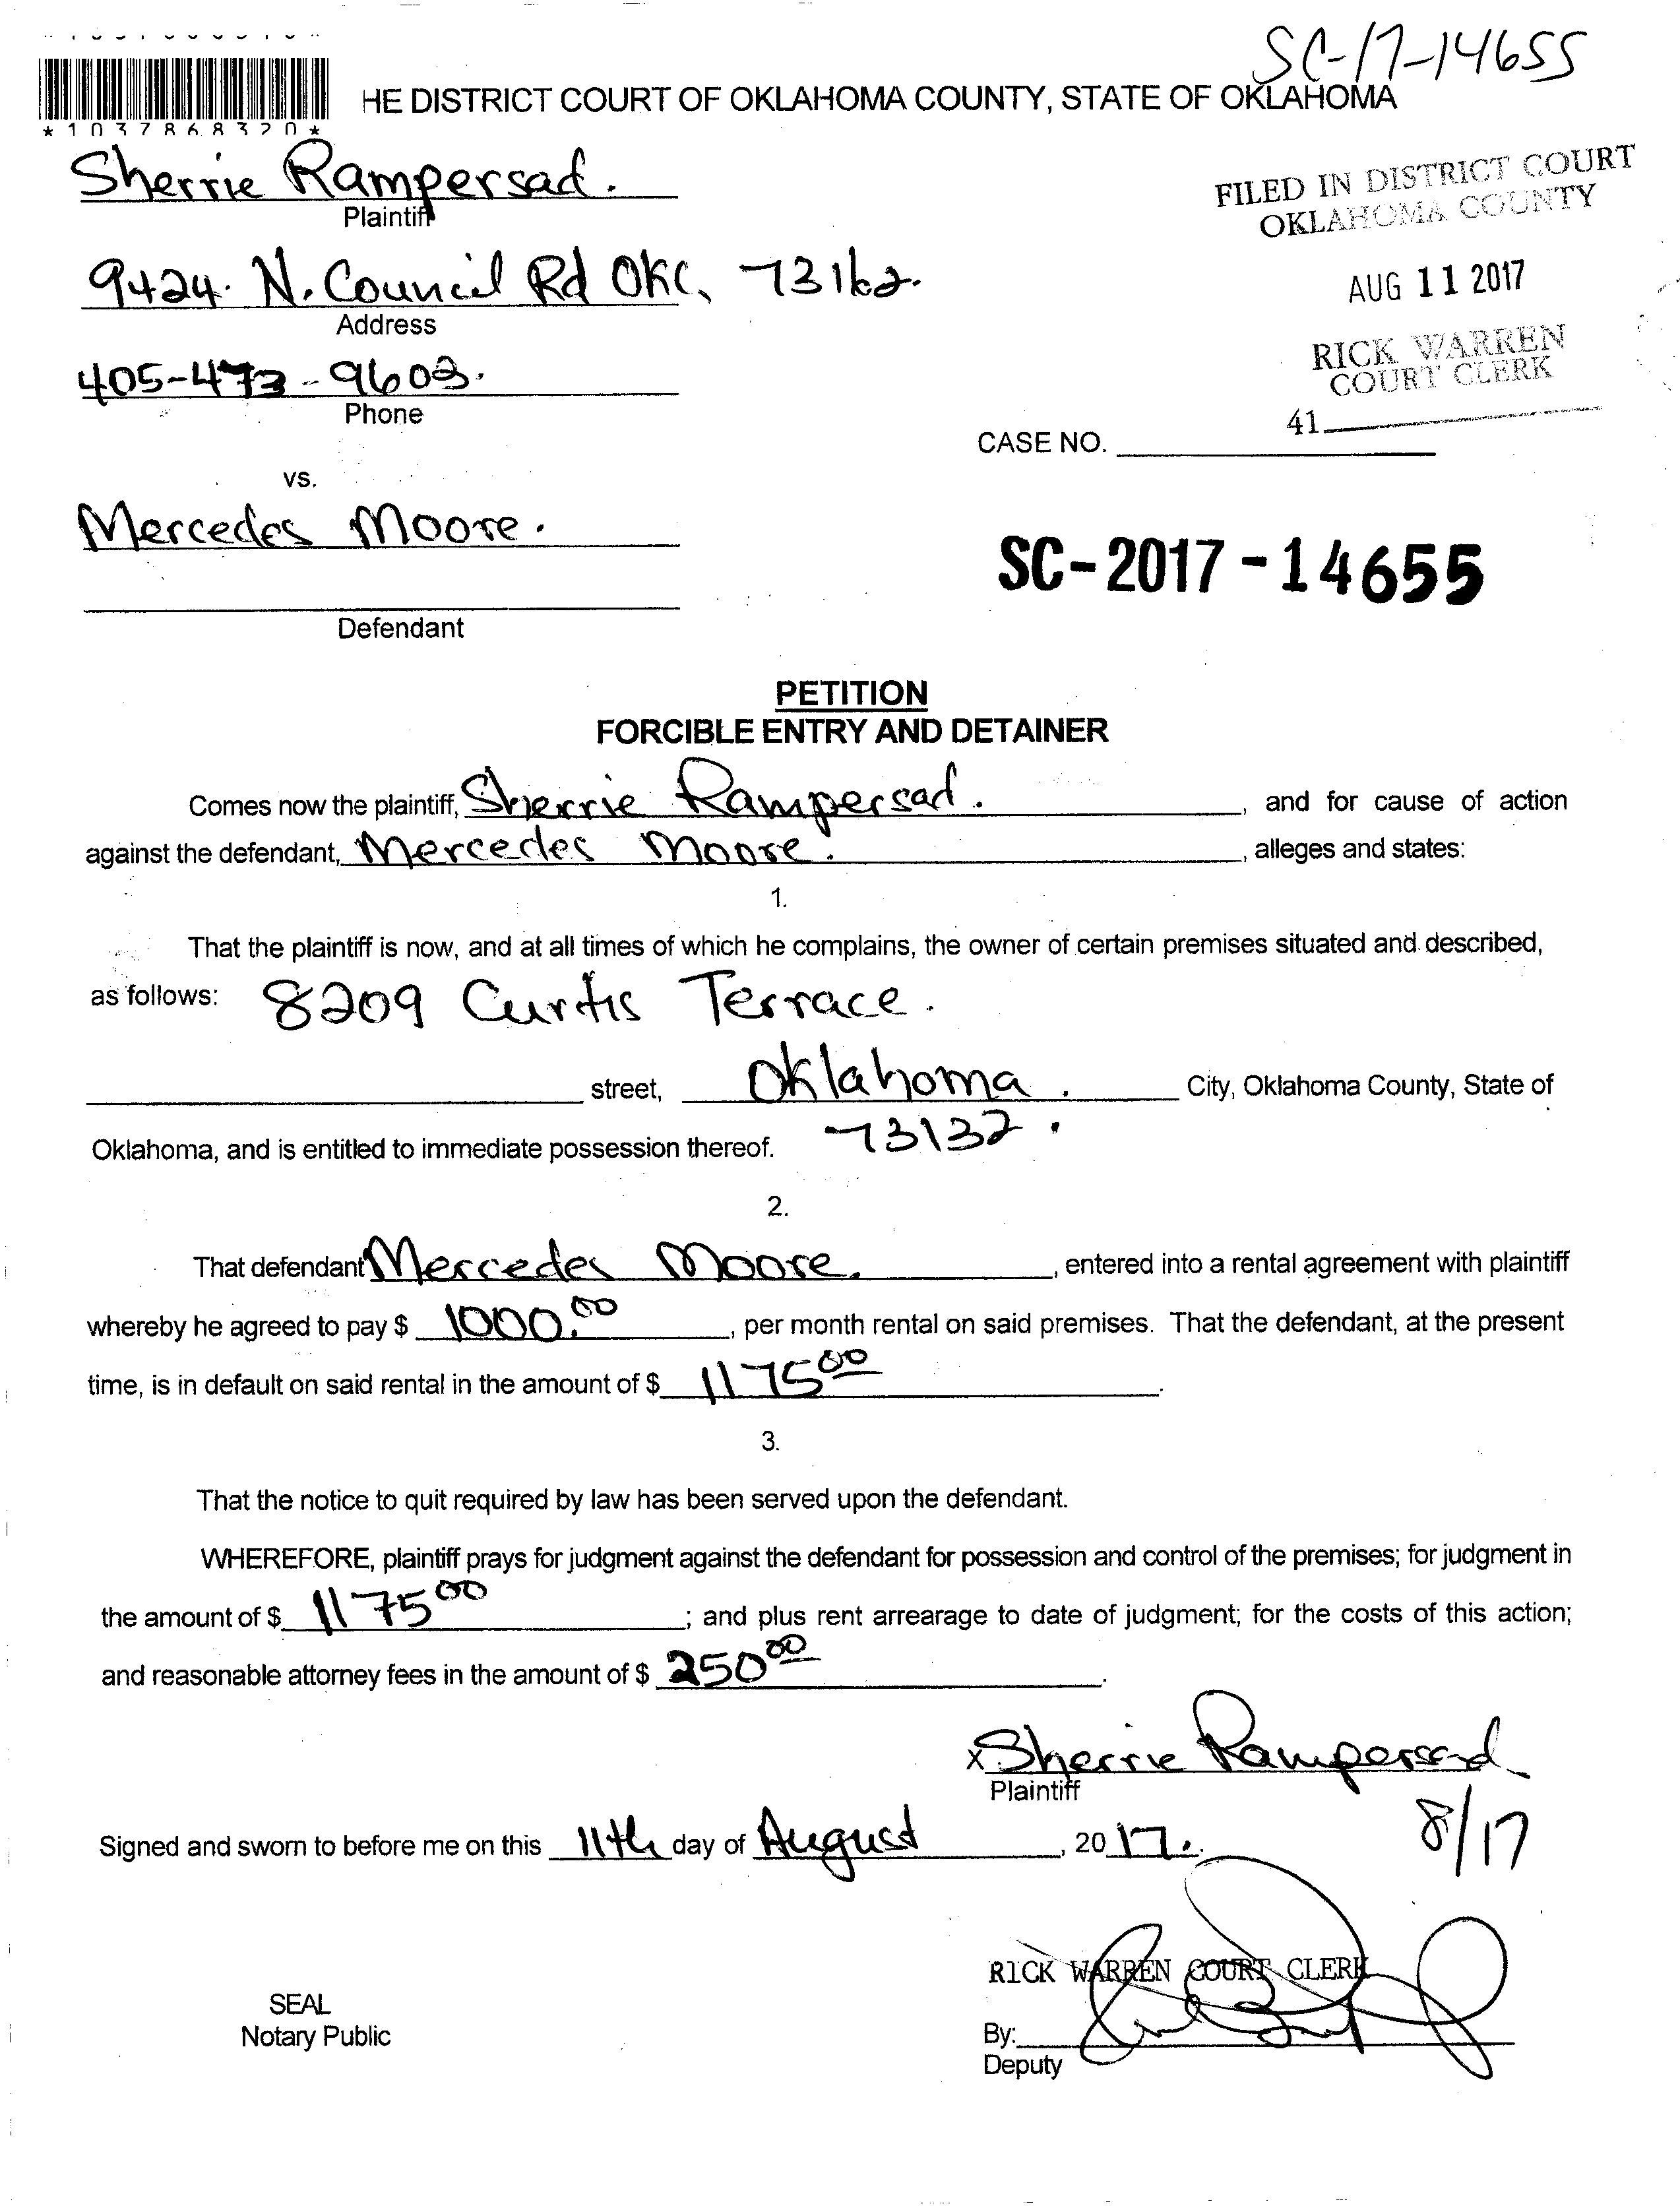 SC-17-14655
*1037868320*
HE DISTRICT COURT OF OKLAHOMA COUNTY, STATE OF OKLAHOMA
Sherrie Rampersad.
Plaintiff
FILED IN DISTRICT COURT
OKLAHOMA COUNTY
9424. N. Council Rd OKC, 73162.
Address
AUG 11 2017
RICK WARREN
COURT CLERK
405-473-9603.
Phone
41
CASE NO.
vs.
Mercedes Moore.
SC-2017-14655
Defendant
PETITION
FORCIBLE ENTRY AND DETAINER
Comes now the plaintiff, Sherrie Rampersad. , and for cause of action
against the defendant, Mercedes Moore. , alleges and states:
1.
That the plaintiff is now, and at all times of which he complains, the owner of certain premises situated and described,
as follows: 8209 Curtis Terrace.
street, Oklahoma. City, Oklahoma County, State of
Oklahoma, and is entitled to immediate possession thereof. 73132.
2.
That defendant Mercedes Moore. , entered into a rental agreement with plaintiff
whereby he agreed to pay $ 1000.00 , per month rental on said premises. That the defendant, at the present
time, is in default on said rental in the amount of $ 1175 00 .
3.
That the notice to quit required by law has been served upon the defendant.
WHEREFORE, plaintiff prays for judgment against the defendant for possession and control of the premises; for judgment in
the amount of $ 1175 00 ; and plus rent arrearage to date of judgment; for the costs of this action;
and reasonable attorney fees in the amount of $ 250 00 .
x Sherrie Rampersad
Plaintiff
8/17
Signed and sworn to before me on this 11th day of August , 20 17.
RICK WARREN COURT CLERK
SEAL
Notary Public
By:
Deputy